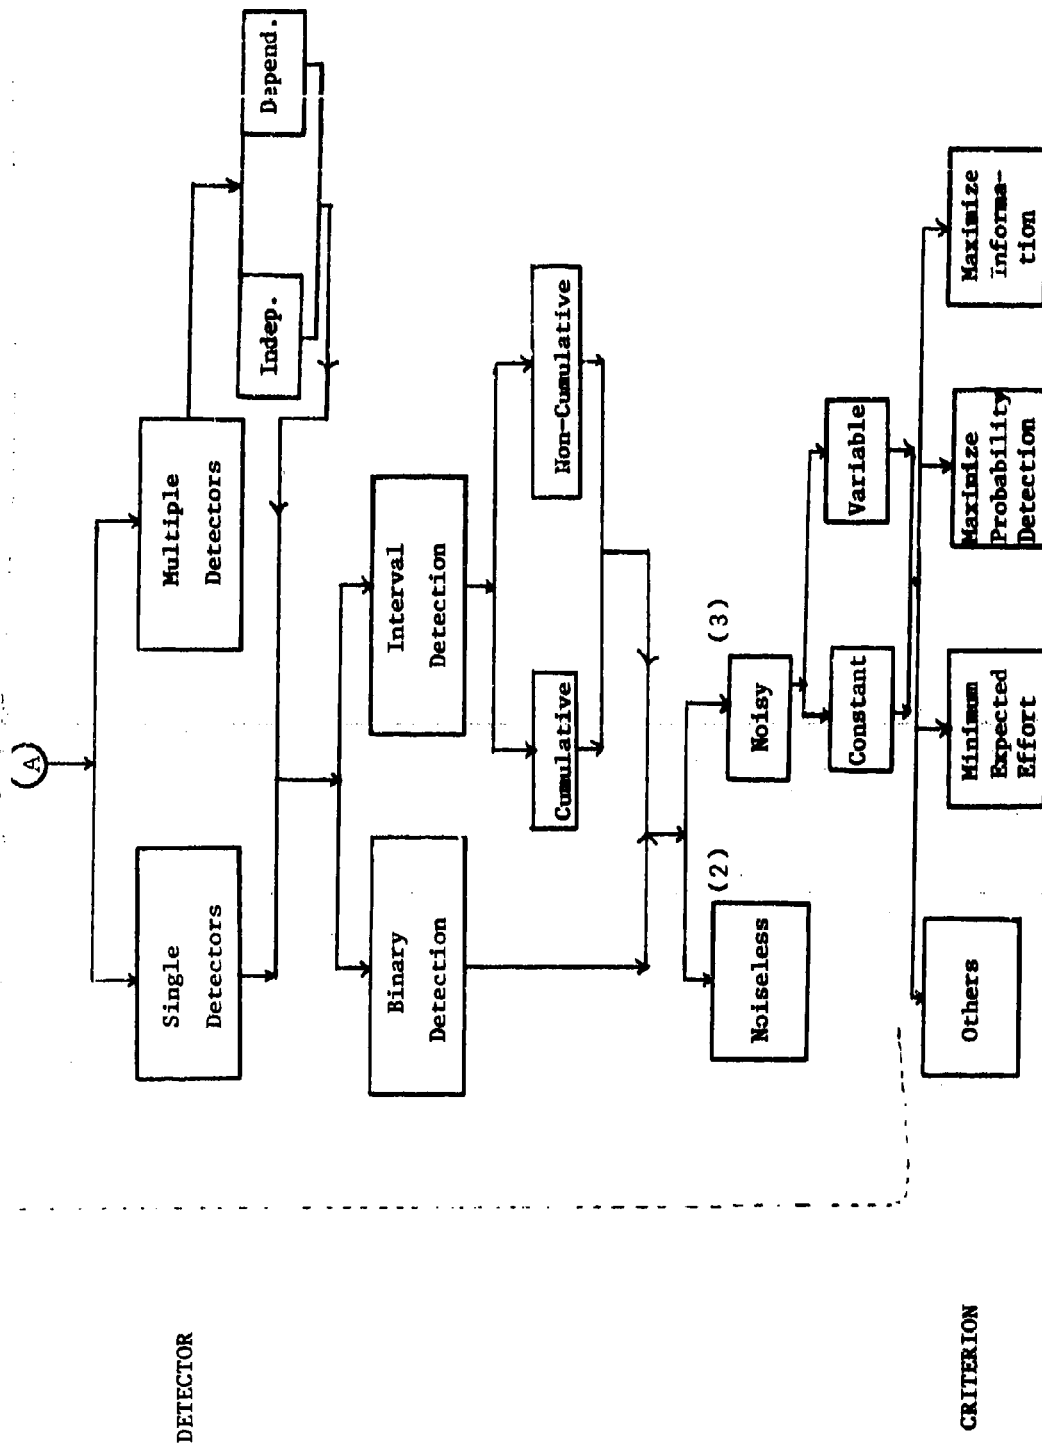 (A)
DETECTOR
Single
Detectors
Multiple
Detectors
Indep.
Depend.
Binary
Detection
Interval
Detection
Cumulative
Non-Cumulative
(2)
(3)
Noiseless
Noisy
Constant
Variable
CRITERION
Others
Minimum
Expected
Effort
Maximize
Probability
Detection
Maximize
Informa-
tion